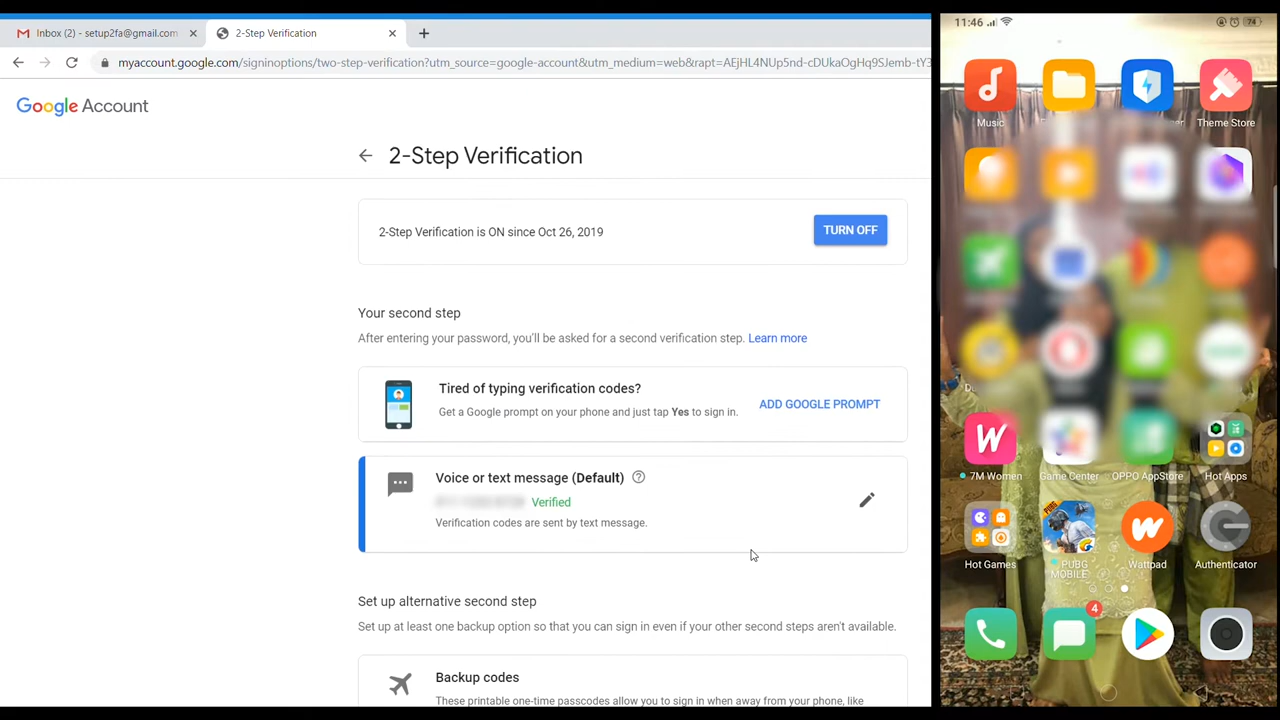 Inbox (2) - setup2fa@gmail.com
2-Step Verification
myaccount.google.com/signinoptions/two-step-verification?utm_source=google-account&utm_medium=web&rapt=AEjHL4NUp5nd-cDUkaOgHq9SJemb-tY3
Google Account
2-Step Verification
2-Step Verification is ON since Oct 26, 2019
TURN OFF
Your second step
After entering your password, you'll be asked for a second verification step. Learn more
Tired of typing verification codes?
Get a Google prompt on your phone and just tap Yes to sign in.
ADD GOOGLE PROMPT
Voice or text message (Default)
Verified
Verification codes are sent by text message.
Set up alternative second step
Set up at least one backup option so that you can sign in even if your other second steps aren't available.
Backup codes
These printable one-time passcodes allow you to sign in when away from your phone, like
11:46
74
Music
Theme Store
7M Women
Game Center
OPPO AppStore
Hot Apps
Hot Games
PUBG
MOBILE
Wattpad
Authenticator
4